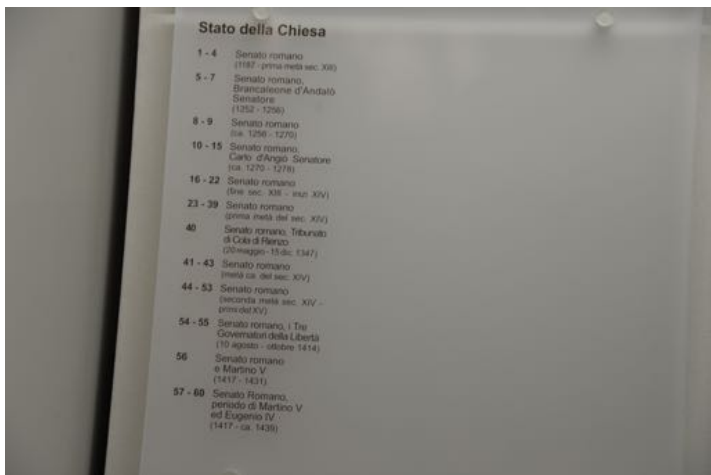 Stato della Chiesa
1 - 4 Senato romano
(1187 - prima metà sec. XIII)
5 - 7 Senato romano,
Brancaleone d'Andalò
Senatore
(1252 - 1256)
8 - 9 Senato romano
(ca. 1256 - 1270)
10 - 15 Senato romano,
Carlo d'Angiò Senatore
(ca. 1270 - 1278)
16 - 22 Senato romano
(fine sec. XIII - inizi XIV)
23 - 39 Senato romano
(prima metà del sec. XIV)
40 Senato romano, Tribunato
di Cola di Rienzo
(20 maggio - 15 dic. 1347)
41 - 43 Senato romano
(metà ca. del sec. XIV)
44 - 53 Senato romano
(seconda metà sec. XIV -
primi del XV)
54 - 55 Senato romano, i Tre
Governatori della Libertà
(10 agosto - ottobre 1414)
56 Senato romano
e Martino V
(1417 - 1431)
57 - 60 Senato Romano,
periodo di Martino V
ed Eugenio IV
(1417 - ca. 1439)